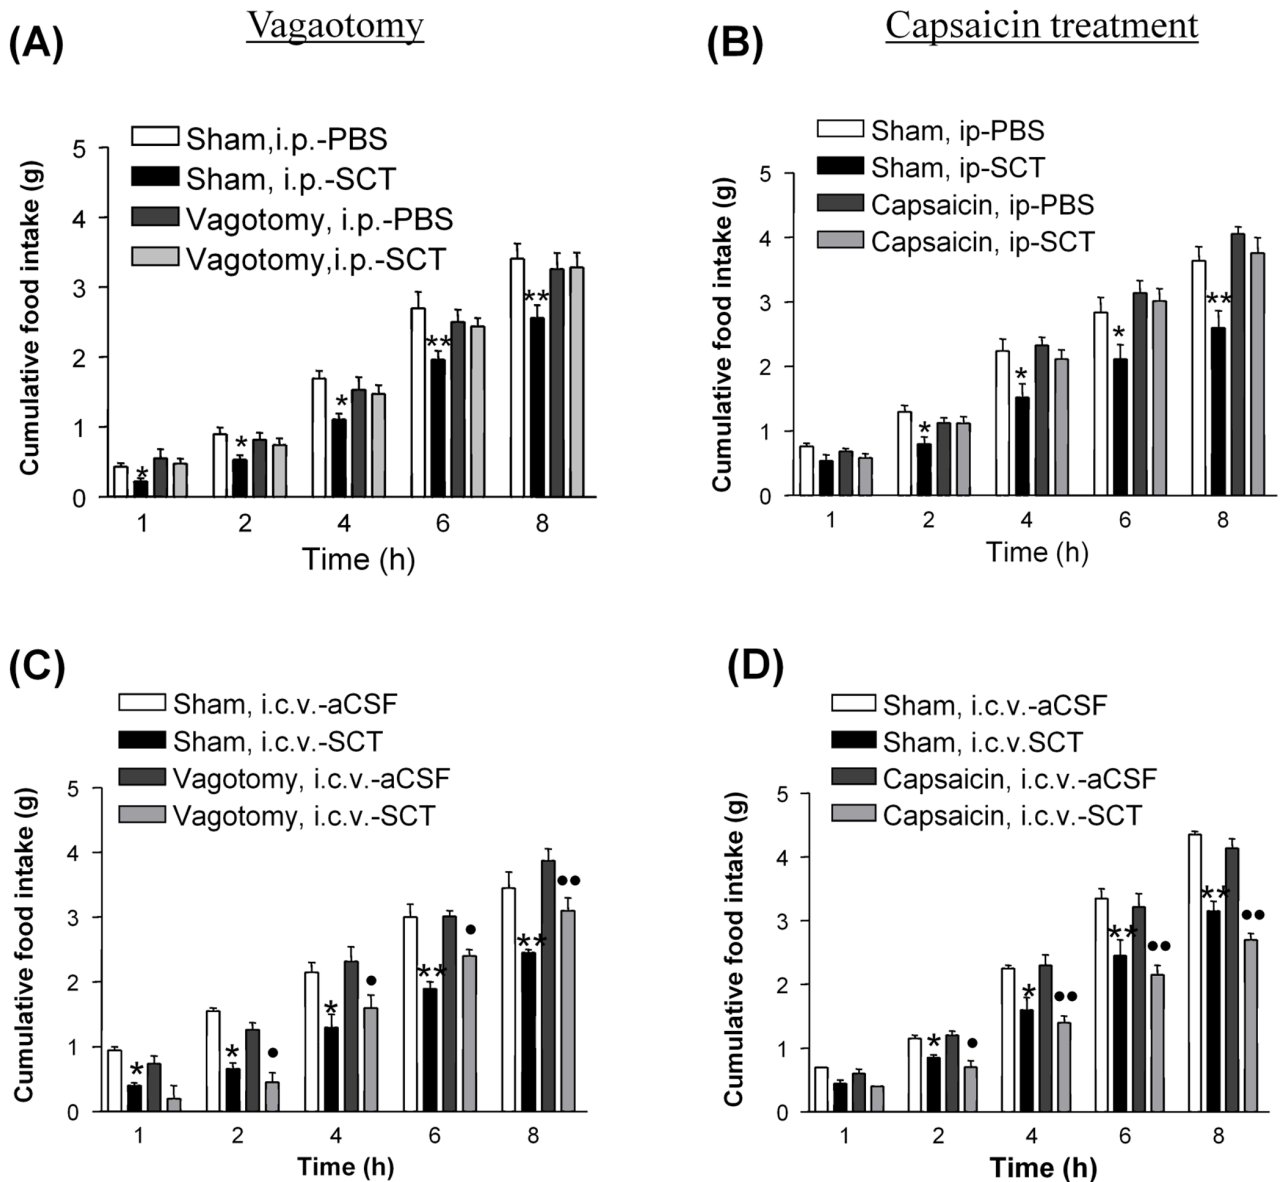 (A)
Vagaotomy
Sham,i.p.-PBS
Sham, i.p.-SCT
Vagotomy, i.p.-PBS
Vagotomy,i.p.-SCT
Cumulative food intake (g)
5
4
3
2
1
0
**
**
*
*
*
1 2 4 6 8
Time (h)
(B)
Capsaicin treatment
Sham, ip-PBS
Sham, ip-SCT
Capsaicin, ip-PBS
Capsaicin, ip-SCT
Cumulative food intake (g)
5
4
3
2
1
0
**
*
*
*
1 2 4 6 8
Time (h)
(C)
Sham, i.c.v.-aCSF
Sham, i.c.v.-SCT
Vagotomy, i.c.v.-aCSF
Vagotomy, i.c.v.-SCT
Cumulative food intake (g)
5
4
3
2
1
0
••
**
•
**
•
*
•
*
*
1 2 4 6 8
Time (h)
(D)
Sham, i.c.v.-aCSF
Sham, i.c.v.SCT
Capsaicin, i.c.v.-aCSF
Capsaicin, i.c.v.-SCT
Cumulative food intake (g)
5
4
3
2
1
0
**
••
**
••
*
••
*
•
1 2 4 6 8
Time (h)